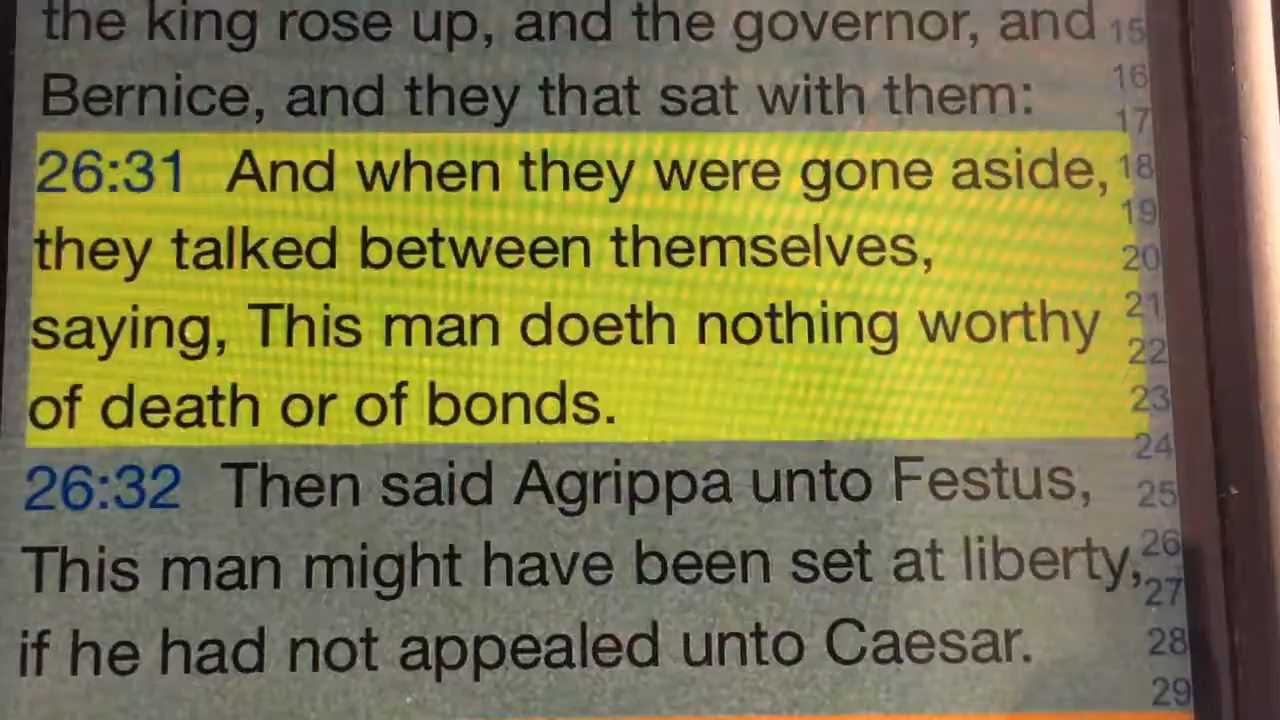 the king rose up, and the governor, and
Bernice, and they that sat with them:
26:31 And when they were gone aside,
they talked between themselves,
saying, This man doeth nothing worthy
of death or of bonds.
26:32 Then said Agrippa unto Festus,
This man might have been set at liberty,
if he had not appealed unto Caesar.
15
16
17
18
19
20
21
22
23
24
25
26
27
28
29